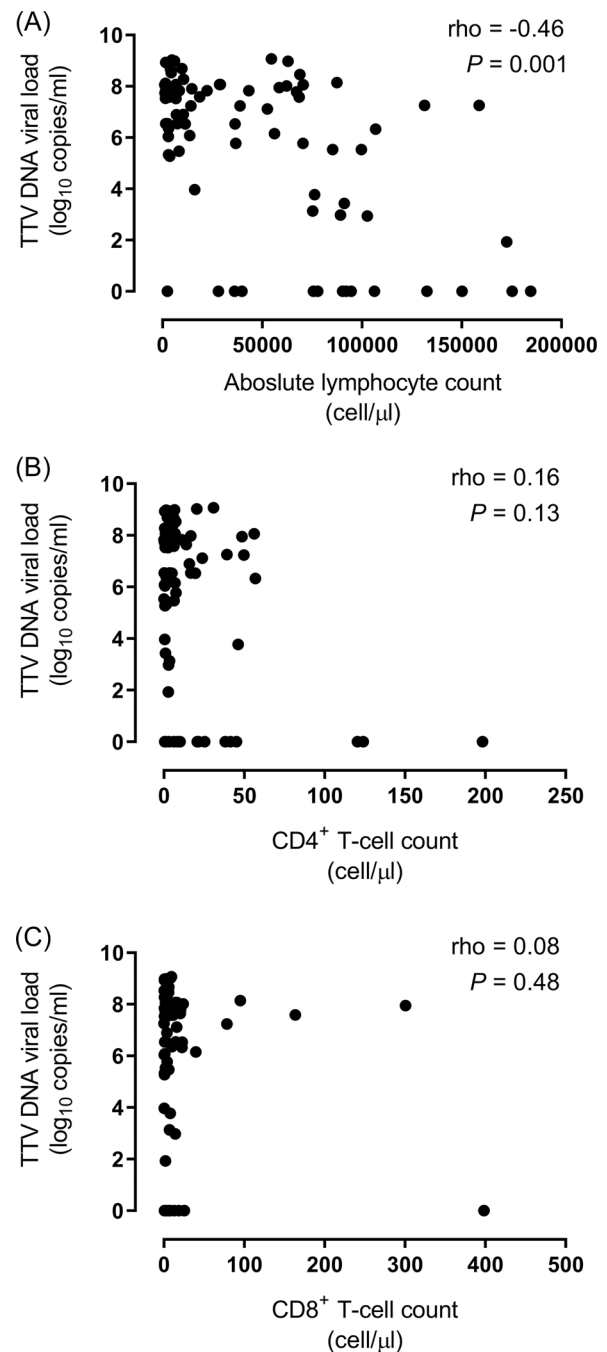 (A)
rho = -0.46
P = 0.001
TTV DNA viral load
(log10 copies/ml)
10
8
6
4
2
0
0 50000 100000 150000 200000
Aboslute lymphocyte count
(cell/μl)
(B)
rho = 0.16
P = 0.13
TTV DNA viral load
(log10 copies/ml)
10
8
6
4
2
0
0 50 100 150 200 250
CD4+ T-cell count
(cell/μl)
(C)
rho = 0.08
P = 0.48
TTV DNA viral load
(log10 copies/ml)
10
8
6
4
2
0
0 100 200 300 400 500
CD8+ T-cell count
(cell/μl)